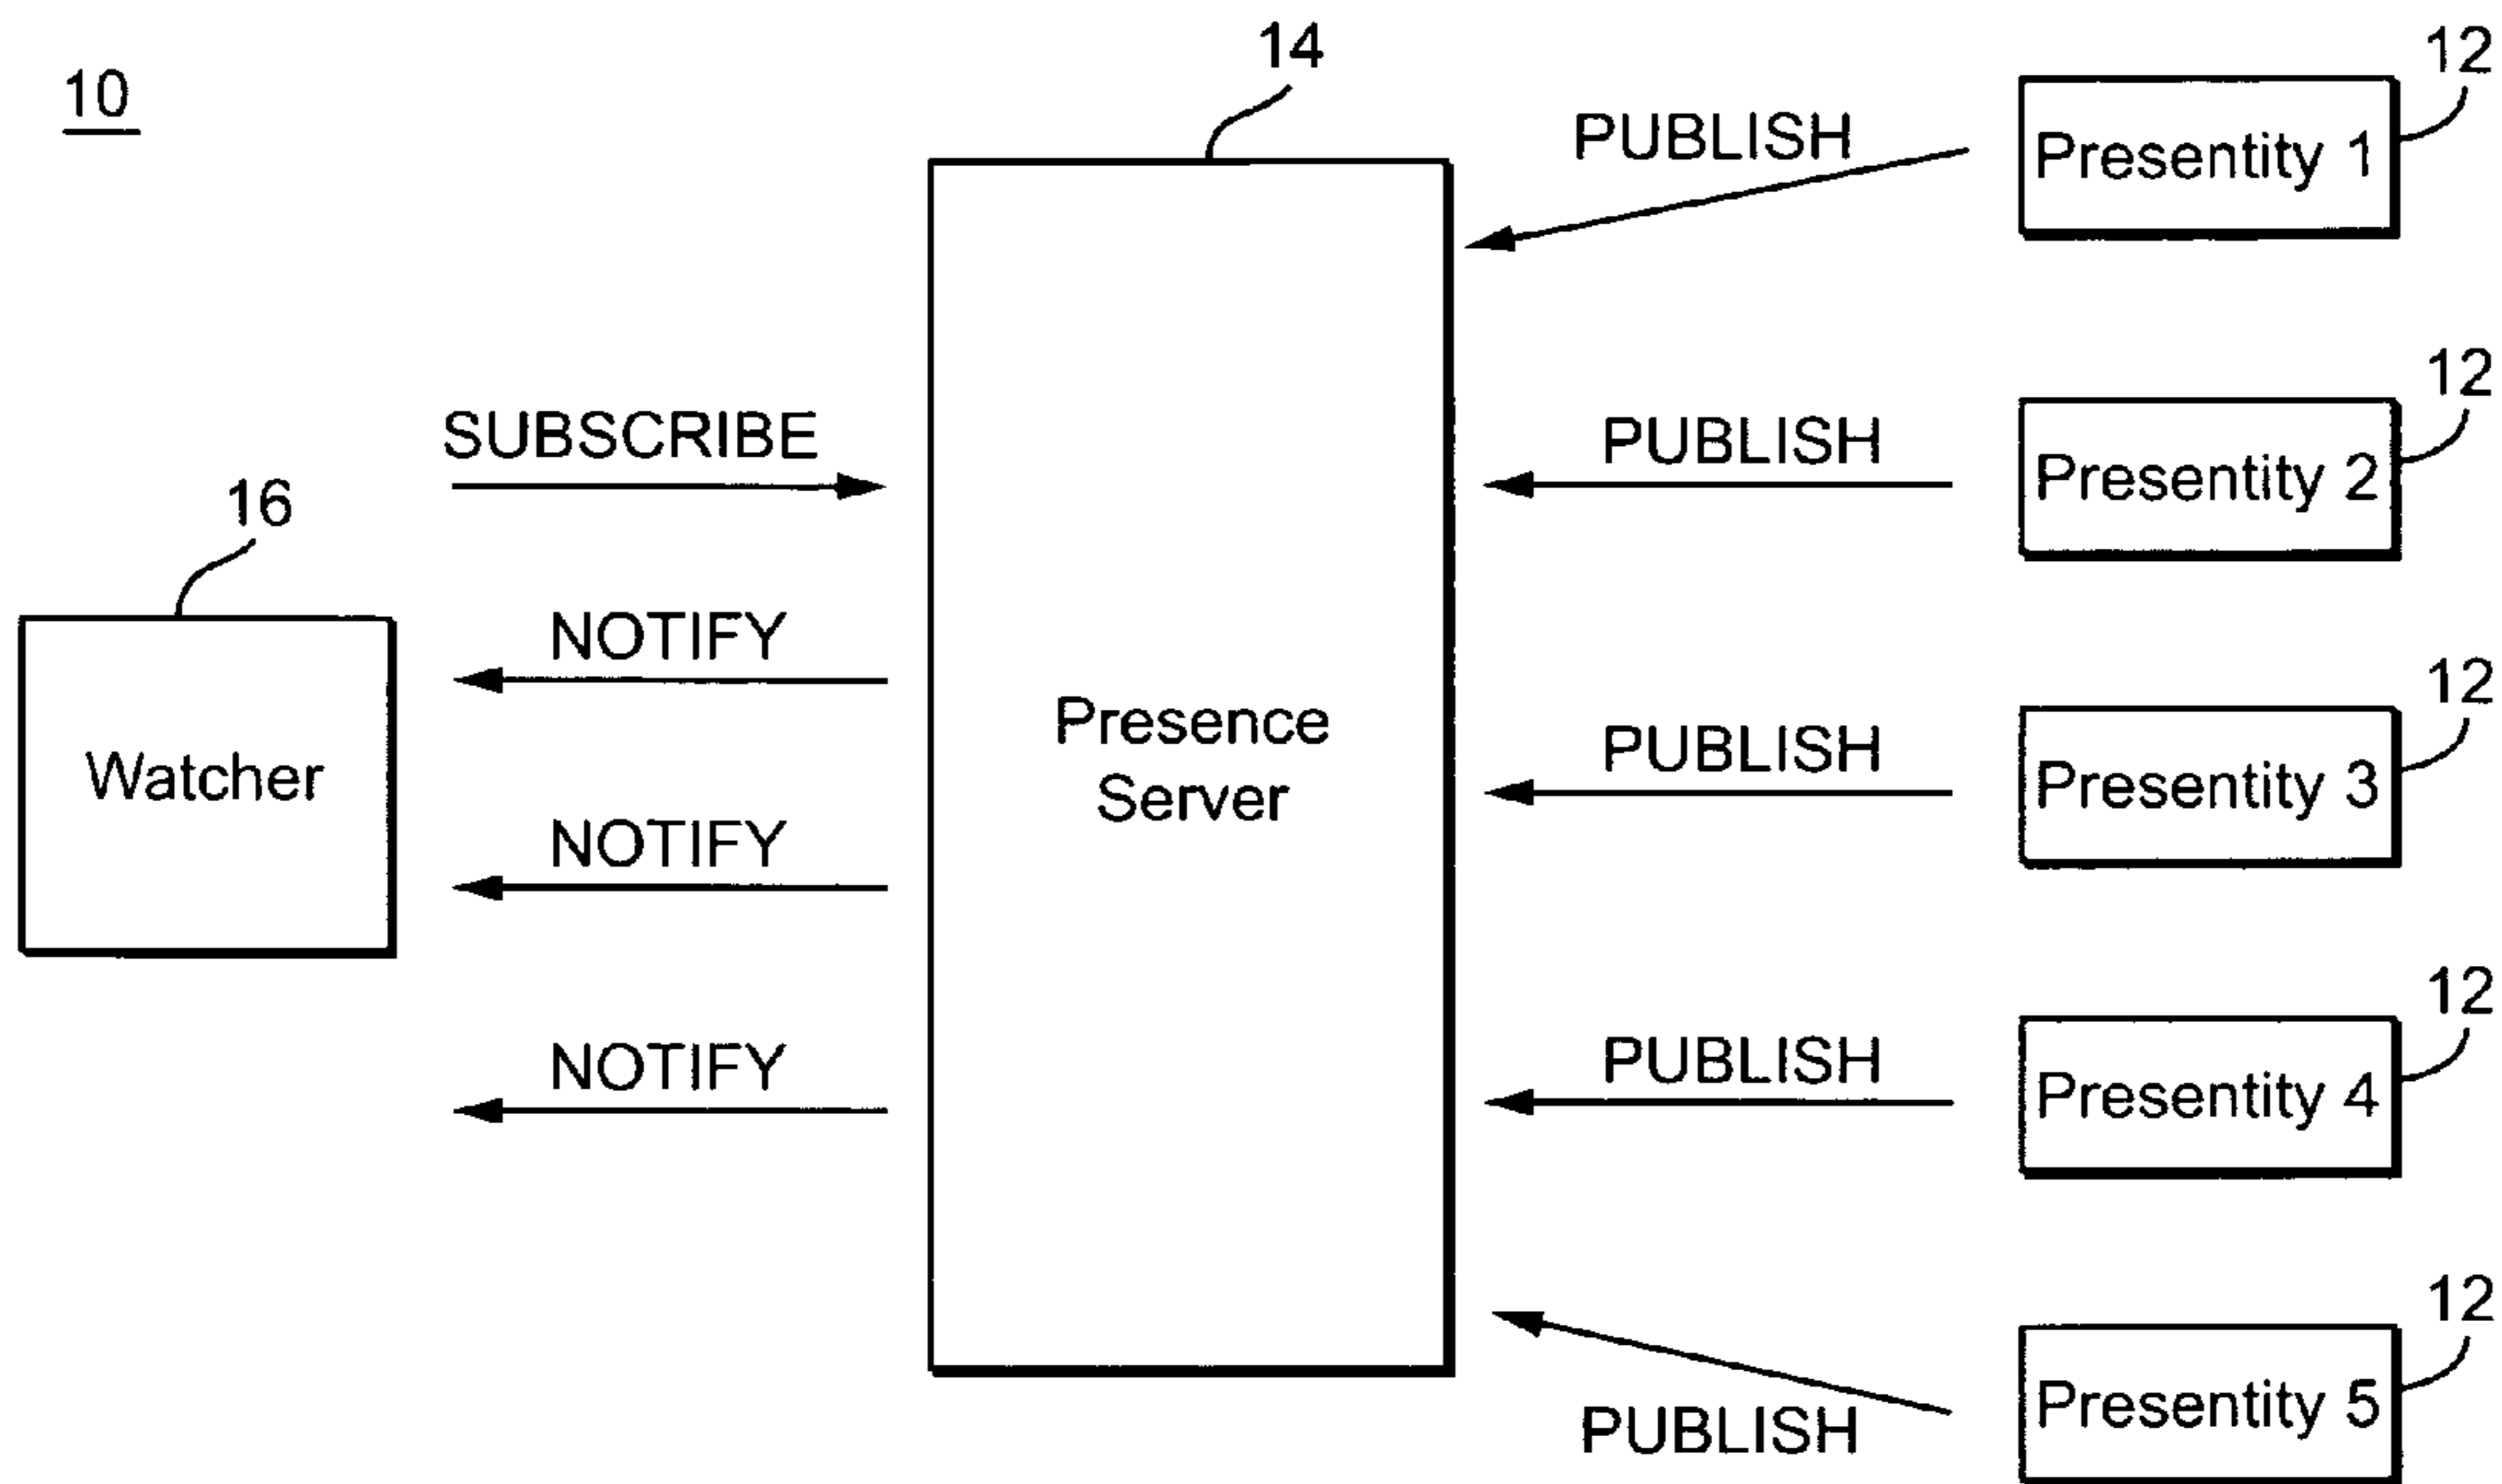 10
14
12
PUBLISH
Presentity 1
12
SUBSCRIBE
PUBLISH
Presentity 2
16
NOTIFY
12
Watcher
Presence
Server
PUBLISH
Presentity 3
NOTIFY
12
NOTIFY
PUBLISH
Presentity 4
12
PUBLISH
Presentity 5